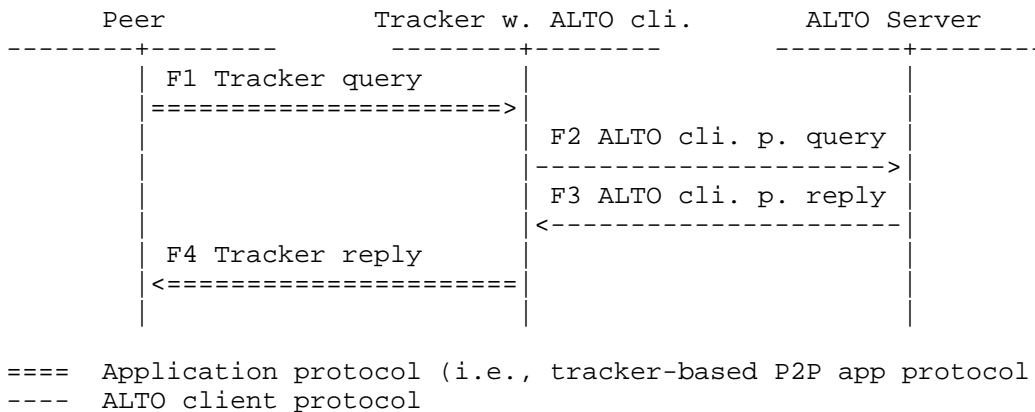 Peer Tracker w. ALTO cli. ALTO Server
F1 Tracker query
F2 ALTO cli. p. query
F3 ALTO cli. p. reply
F4 Tracker reply
==== Application protocol (i.e., tracker-based P2P app protocol
---- ALTO client protocol